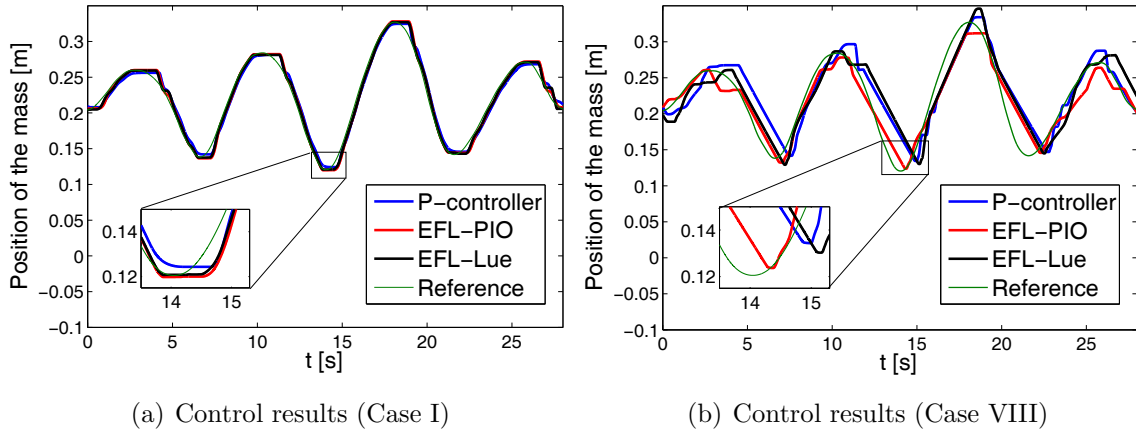 Position of the mass [m]
0.3
0.25
0.2
0.15
0.1
0.05
0
−0.05
−0.1
0
5
10
15
20
25
t [s]
0.14
0.12
14
15
P−controller
EFL−PIO
EFL−Lue
Reference
(a) Control results (Case I)
Position of the mass [m]
0.3
0.25
0.2
0.15
0.1
0.05
0
−0.05
−0.1
0
5
10
15
20
25
t [s]
0.14
0.12
14
15
P−controller
EFL−PIO
EFL−Lue
Reference
(b) Control results (Case VIII)